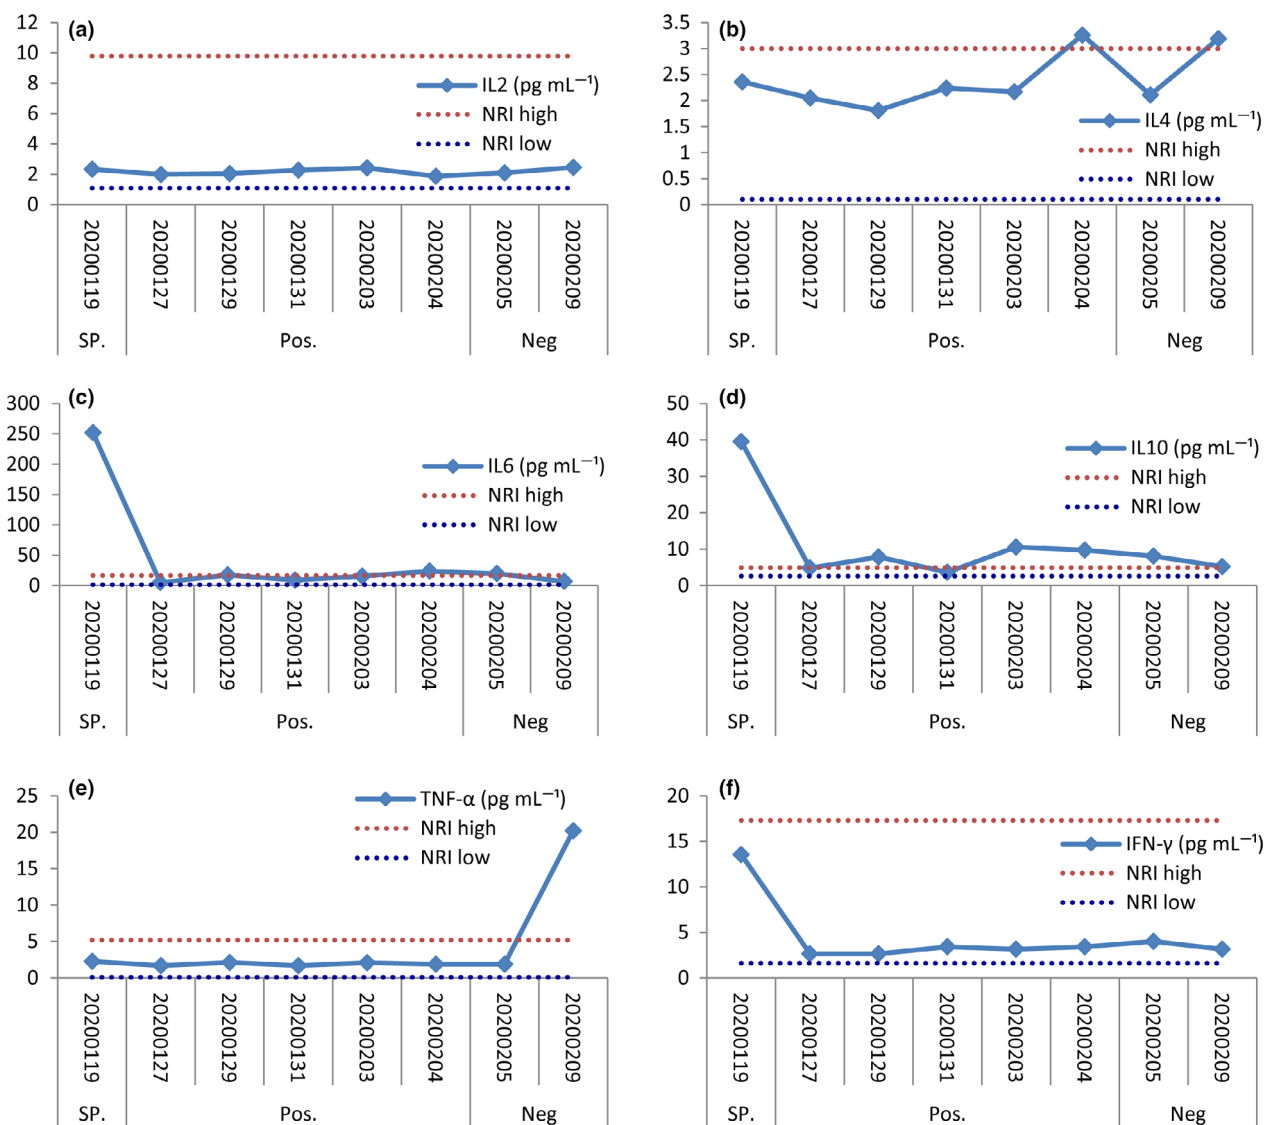 (a)
12
10
8
6
4
2
0
IL2 (pg mL⁻¹)
NRI high
NRI low
20200119
20200127
20200129
20200131
20200203
20200204
20200205
20200209
SP.
Pos.
Neg
(b)
3.5
3
2.5
2
1.5
1
0.5
0
IL4 (pg mL⁻¹)
NRI high
NRI low
20200119
20200127
20200129
20200131
20200203
20200204
20200205
20200209
SP.
Pos.
Neg
(c)
300
250
200
150
100
50
0
IL6 (pg mL⁻¹)
NRI high
NRI low
20200119
20200127
20200129
20200131
20200203
20200204
20200205
20200209
SP.
Pos.
Neg
(d)
50
40
30
20
10
0
IL10 (pg mL⁻¹)
NRI high
NRI low
20200119
20200127
20200129
20200131
20200203
20200204
20200205
20200209
SP.
Pos.
Neg
(e)
25
20
15
10
5
0
TNF-α (pg mL⁻¹)
NRI high
NRI low
20200119
20200127
20200129
20200131
20200203
20200204
20200205
20200209
SP.
Pos.
Neg
(f)
20
15
10
5
0
IFN-γ (pg mL⁻¹)
NRI high
NRI low
20200119
20200127
20200129
20200131
20200203
20200204
20200205
20200209
SP.
Pos.
Neg